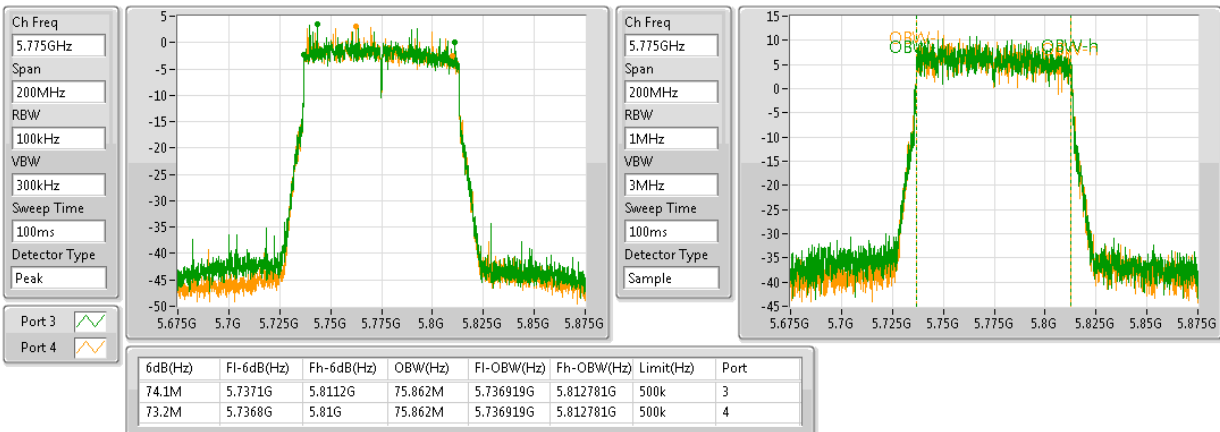 Ch Freq
5.775GHz
Span
200MHz
RBW
100kHz
VBW
300kHz
Sweep Time
100ms
Detector Type
Peak
Port 3
Port 4
5
0
-5
-10
-15
-20
-25
-30
-35
-40
-45
-50
5.675G 5.7G 5.725G 5.75G 5.775G 5.8G 5.825G 5.85G 5.875G
Ch Freq
5.775GHz
Span
200MHz
RBW
1MHz
VBW
3MHz
Sweep Time
100ms
Detector Type
Sample
15
10
5
0
-5
-10
-15
-20
-25
-30
-35
-40
-45
OBW-h
5.675G 5.7G 5.725G 5.75G 5.775G 5.8G 5.825G 5.85G 5.875G
6dB(Hz) Fl-6dB(Hz) Fh-6dB(Hz) OBW(Hz) Fl-OBW(Hz) Fh-OBW(Hz) Limit(Hz) Port
74.1M 5.7371G 5.8112G 75.862M 5.736919G 5.812781G 500k 3
73.2M 5.7368G 5.81G 75.862M 5.736919G 5.812781G 500k 4